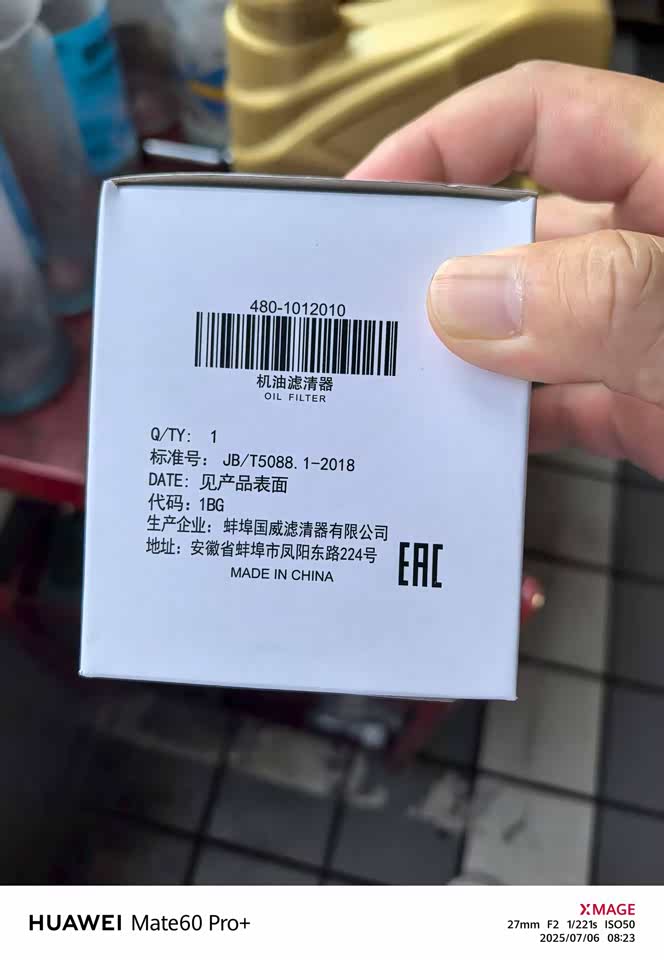 480-1012010
机油滤清器
OIL FILTER
Q/TY: 1
标准号: JB/T5088.1-2018
DATE: 见产品表面
代码: 1BG
生产企业: 蚌埠国威滤清器有限公司
地址: 安徽省蚌埠市凤阳东路224号
EAC
MADE IN CHINA
HUAWEI Mate60 Pro+
XMAGE
27mm F2 1/221s ISO50
2025/07/06 08:23